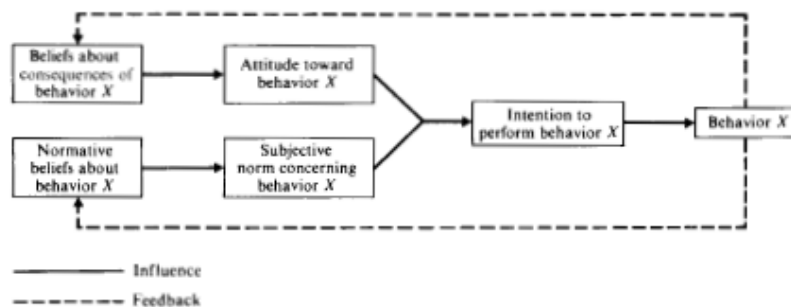 Beliefs about
consequences of
behavior X
Attitude toward
behavior X
Intention to
perform behavior X
Behavior X
Normative
beliefs about
behavior X
Subjective
norm concerning
behavior X
Influence
Feedback